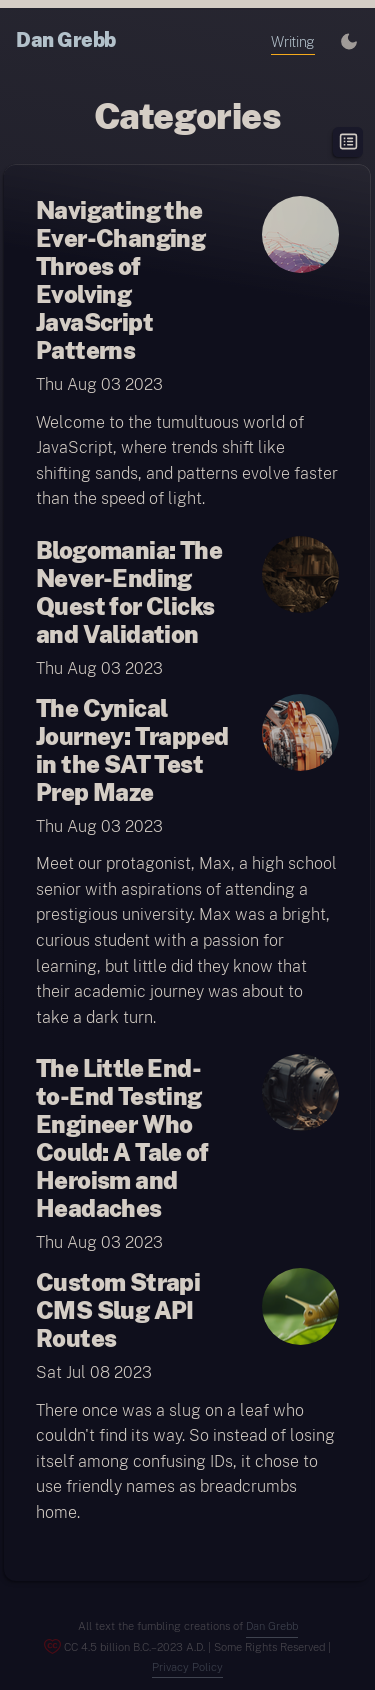 Dan Grebb
Writing
Categories
Navigating the
Ever-Changing
Throes of
Evolving
JavaScript
Patterns
Thu Aug 03 2023
Welcome to the tumultuous world of
JavaScript, where trends shift like
shifting sands, and patterns evolve faster
than the speed of light.
Blogomania: The
Never-Ending
Quest for Clicks
and Validation
Thu Aug 03 2023
The Cynical
Journey: Trapped
in the SAT Test
Prep Maze
Thu Aug 03 2023
Meet our protagonist, Max, a high school
senior with aspirations of attending a
prestigious university. Max was a bright,
curious student with a passion for
learning, but little did they know that
their academic journey was about to
take a dark turn.
The Little End-
to-End Testing
Engineer Who
Could: A Tale of
Heroism and
Headaches
Thu Aug 03 2023
Custom Strapi
CMS Slug API
Routes
Sat Jul 08 2023
There once was a slug on a leaf who
couldn't find its way. So instead of losing
itself among confusing IDs, it chose to
use friendly names as breadcrumbs
home.
All text the fumbling creations of Dan Grebb
CC 4.5 billion B.C.–2023 A.D. | Some Rights Reserved |
Privacy Policy